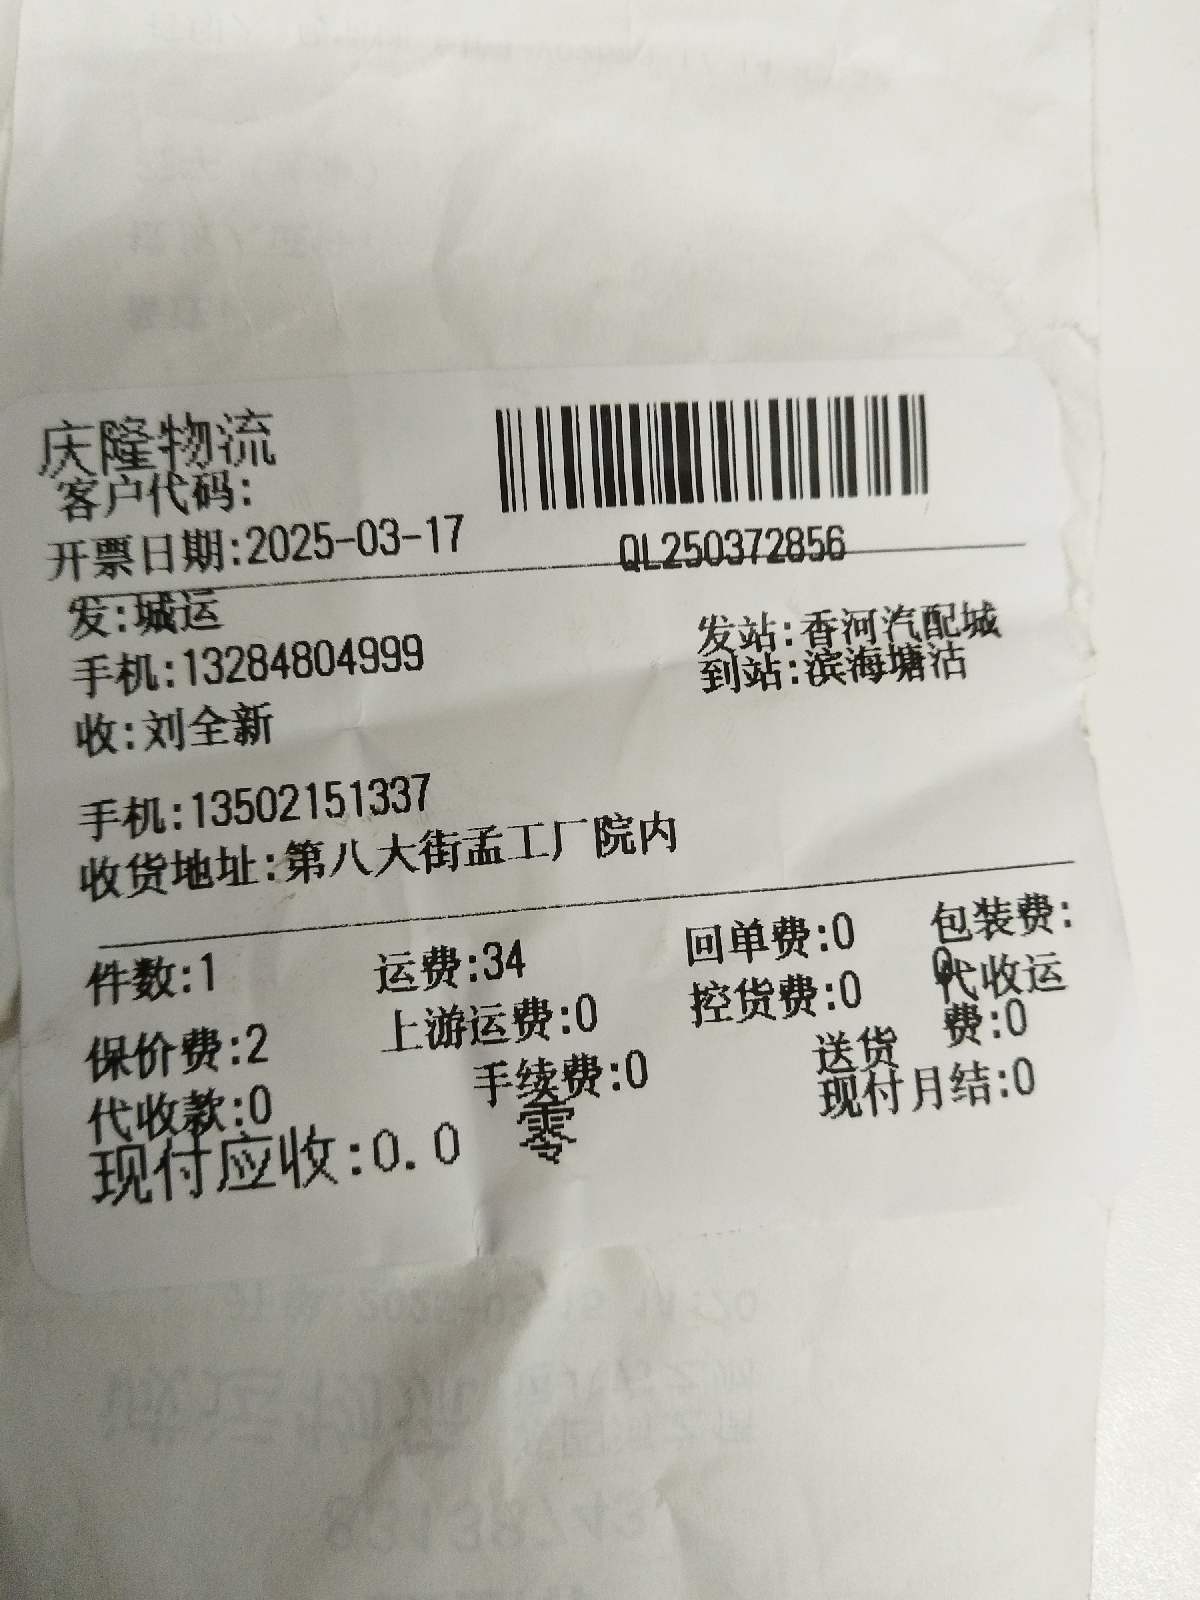 庆隆物流
客户代码:
开票日期:2025-03-17
QL250372856
发:城运
手机:13284804999
发站:香河汽配城
到站:滨海塘沽
收:刘全新
手机:13502151337
收货地址:第八大街孟工厂院内
件数:1 运费:34 回单费:0 包装费:
0
保价费:2 上游运费:0 控货费:0 代收运
费:0
代收款:0 手续费:0 送货
现付月结:0
现付应收:0.0 零